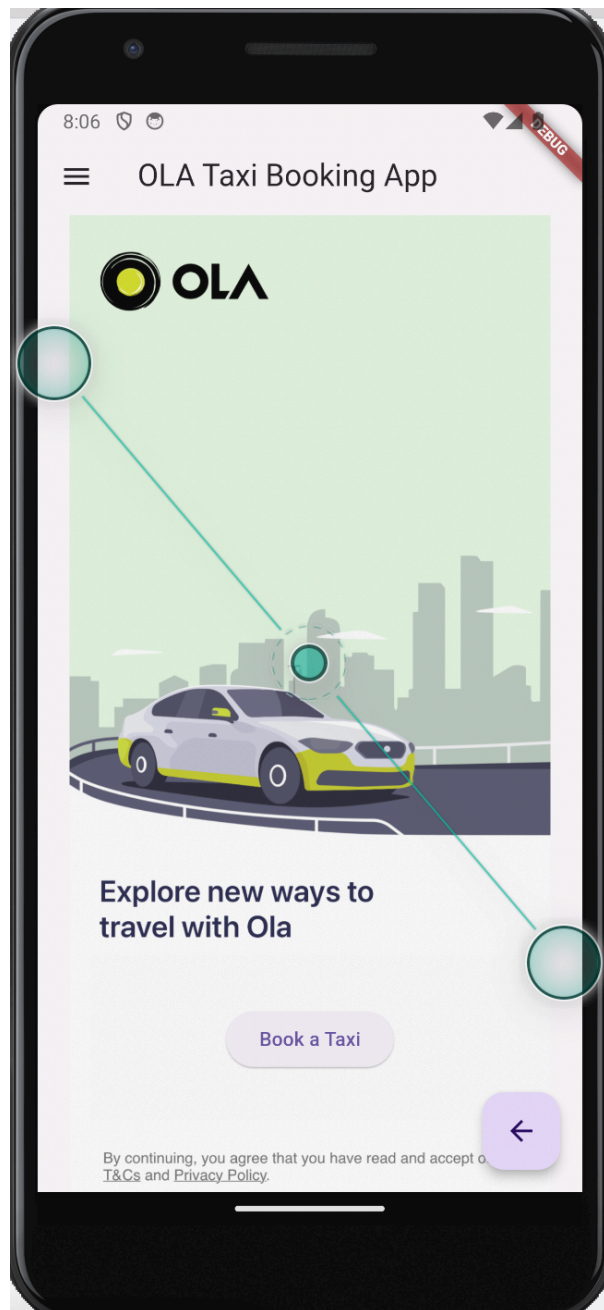 8:06
DEBUG
OLA Taxi Booking App
OLA
Explore new ways to
travel with Ola
Book a Taxi
By continuing, you agree that you have read and accept
T&Cs and Privacy Policy.